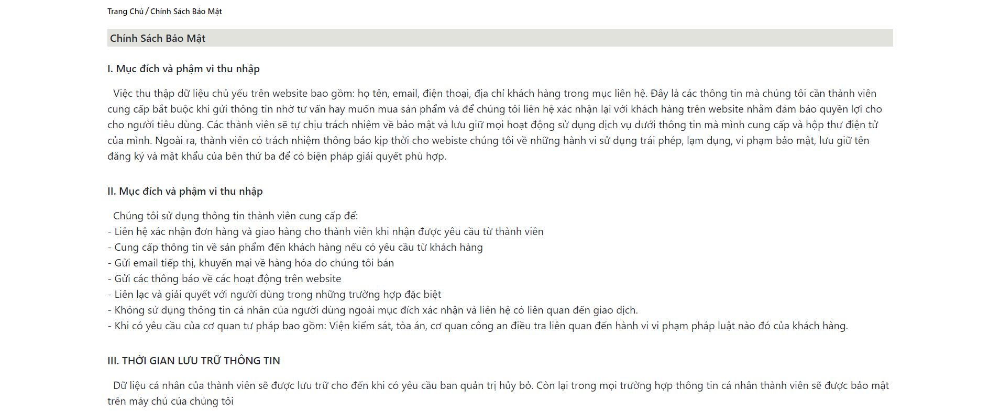 Trang Chủ / Chính Sách Bảo Mật
Chính Sách Bảo Mật
I. Mục đích và phậm vi thu nhập
Việc thu thập dữ liệu chủ yếu trên website bao gồm: họ tên, email, điện thoại, địa chỉ khách hàng trong mục liên hệ. Đây là các thông tin mà chúng tôi cần thành viên
cung cấp bắt buộc khi gửi thông tin nhờ tư vấn hay muốn mua sản phẩm và để chúng tôi liên hệ xác nhận lại với khách hàng trên website nhằm đảm bảo quyền lợi cho
cho người tiêu dùng. Các thành viên sẽ tự chịu trách nhiệm về bảo mật và lưu giữ mọi hoạt động sử dụng dịch vụ dưới thông tin mà mình cung cấp và hộp thư điện tử
của mình. Ngoài ra, thành viên có trách nhiệm thông báo kịp thời cho webiste chúng tôi về những hành vi sử dụng trái phép, lạm dụng, vi phạm bảo mật, lưu giữ tên
đăng ký và mật khẩu của bên thứ ba để có biện pháp giải quyết phù hợp.
II. Mục đích và phậm vi thu nhập
Chúng tôi sử dụng thông tin thành viên cung cấp để:
- Liên hệ xác nhận đơn hàng và giao hàng cho thành viên khi nhận được yêu cầu từ thành viên
- Cung cấp thông tin về sản phẩm đến khách hàng nếu có yêu cầu từ khách hàng
- Gửi email tiếp thị, khuyến mại về hàng hóa do chúng tôi bán
- Gửi các thông báo về các hoạt động trên website
- Liên lạc và giải quyết với người dùng trong những trường hợp đặc biệt
- Không sử dụng thông tin cá nhân của người dùng ngoài mục đích xác nhận và liên hệ có liên quan đến giao dịch.
- Khi có yêu cầu của cơ quan tư pháp bao gồm: Viện kiểm sát, tòa án, cơ quan công an điều tra liên quan đến hành vi vi phạm pháp luật nào đó của khách hàng.
III. THỜI GIAN LƯU TRỮ THÔNG TIN
Dữ liệu cá nhân của thành viên sẽ được lưu trữ cho đến khi có yêu cầu ban quản trị hủy bỏ. Còn lại trong mọi trường hợp thông tin cá nhân thành viên sẽ được bảo mật
trên máy chủ của chúng tôi